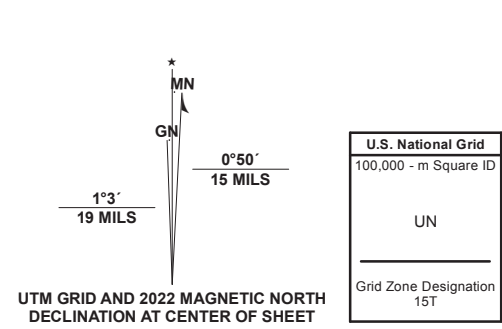 ★
MN
GN
0°50´
15 MILS
1°3´
19 MILS
UTM GRID AND 2022 MAGNETIC NORTH
DECLINATION AT CENTER OF SHEET
U.S. National Grid
100,000 - m Square ID
UN
Grid Zone Designation
15T